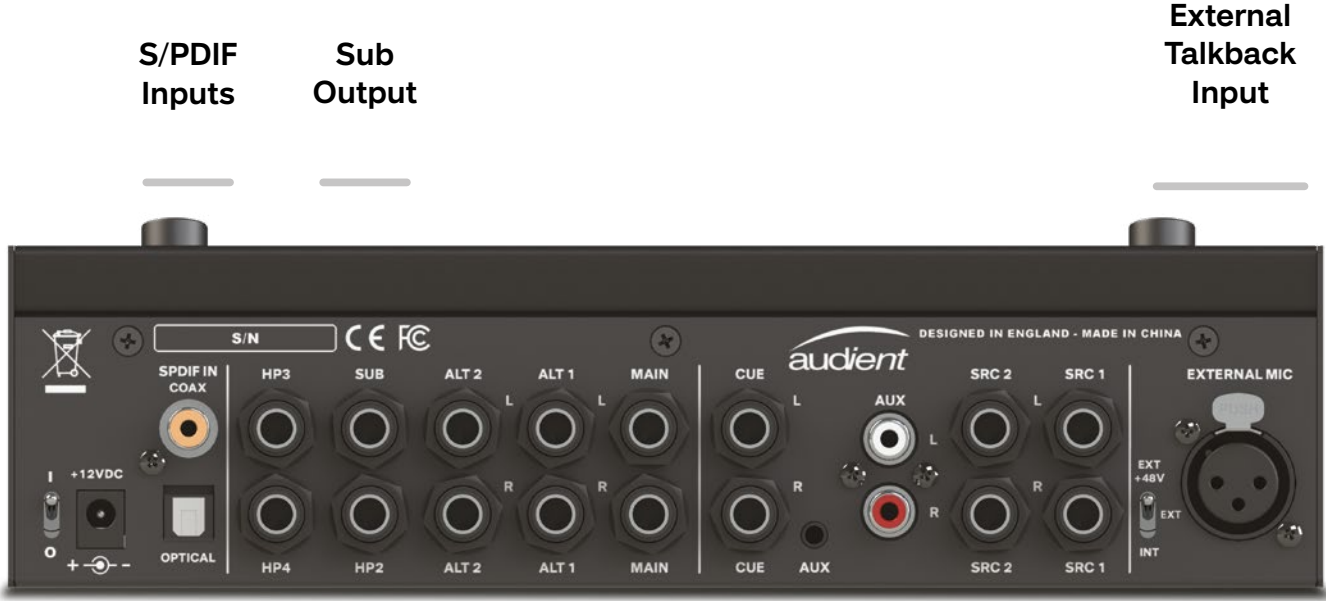 S/PDIF
Inputs
Sub
Output
External
Talkback
Input
S/N
CE FC
audient
DESIGNED IN ENGLAND - MADE IN CHINA
SPDIF IN
COAX
HP3
SUB
ALT 2
L
ALT 1
L
MAIN
CUE
L
AUX
L
SRC 2
L
SRC 1
EXTERNAL MIC
PUSH
I
+12VDC
O
+ -
OPTICAL
R
R
R
R
R
EXT
+48V
EXT
INT
HP4
HP2
ALT 2
ALT 1
MAIN
CUE
AUX
SRC 2
SRC 1